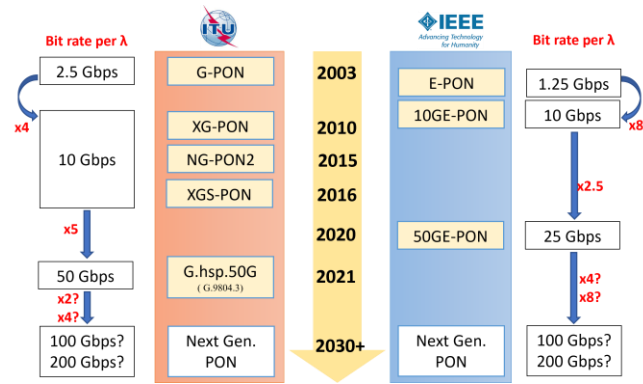 Bit rate per λ
ITU
IEEE
Advancing Technology
for Humanity
Bit rate per λ
2.5 Gbps
G-PON
2003
E-PON
1.25 Gbps
x4
XG-PON
2010
10GE-PON
10 Gbps
x8
10 Gbps
NG-PON2
2015
XGS-PON
2016
x2.5
x5
2020
50GE-PON
25 Gbps
50 Gbps
G.hsp.50G
( G.9804.3)
2021
x2?
x4?
x4?
x8?
100 Gbps?
200 Gbps?
Next Gen.
PON
2030+
Next Gen.
PON
100 Gbps?
200 Gbps?